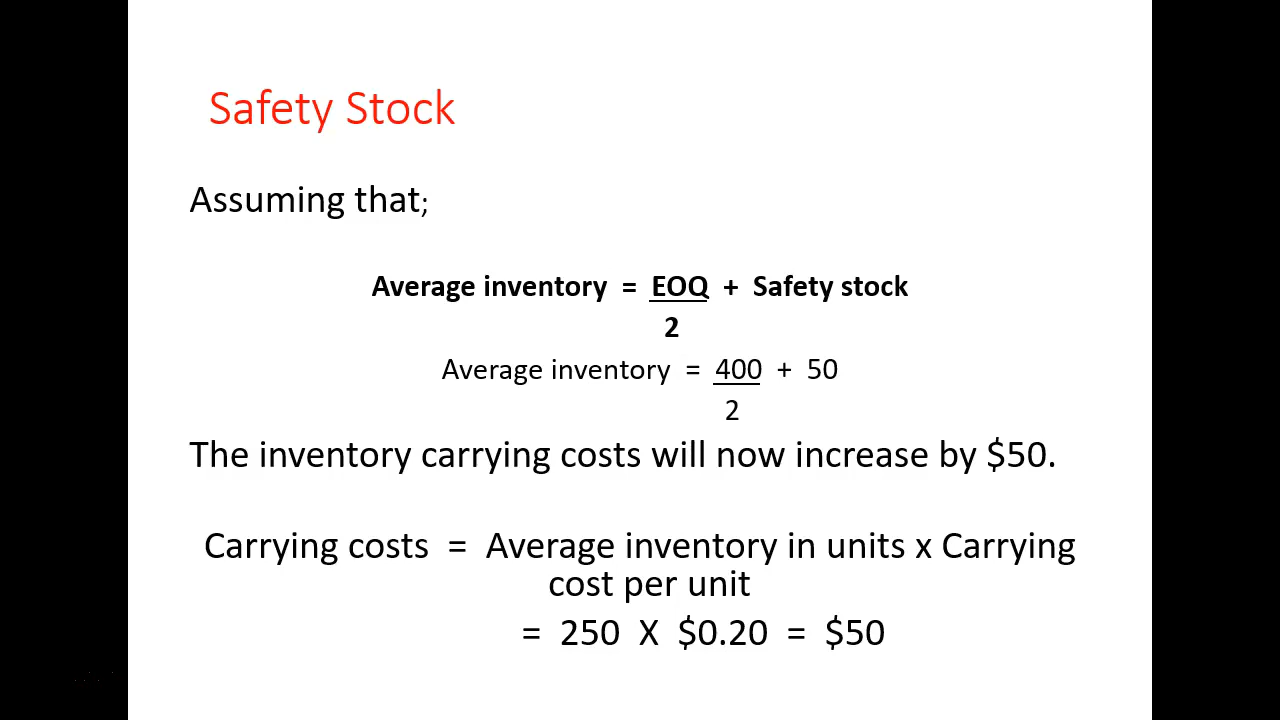 Safety Stock
Assuming that;
Average inventory = EOQ + Safety stock
2
Average inventory = 400 + 50
2
The inventory carrying costs will now increase by $50.
Carrying costs = Average inventory in units x Carrying
cost per unit
= 250 X $0.20 = $50